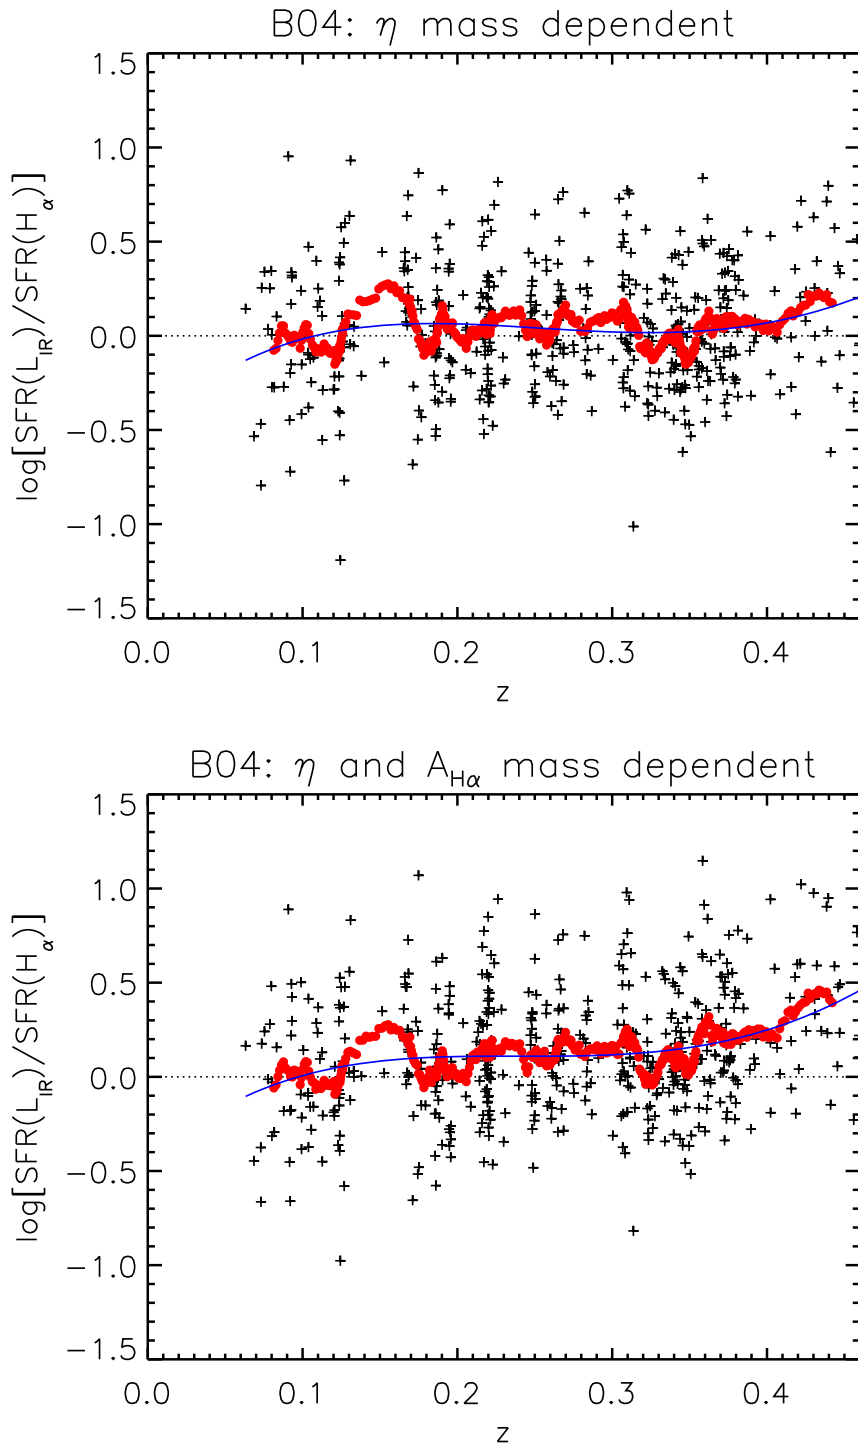 B04: η mass dependent
log[SFR(L_IR)/SFR(H_α)]
1.5
1.0
0.5
0.0
−0.5
−1.0
−1.5
0.0 0.1 0.2 0.3 0.4
z
B04: η and A_Hα mass dependent
log[SFR(L_IR)/SFR(H_α)]
1.5
1.0
0.5
0.0
−0.5
−1.0
−1.5
0.0 0.1 0.2 0.3 0.4
z